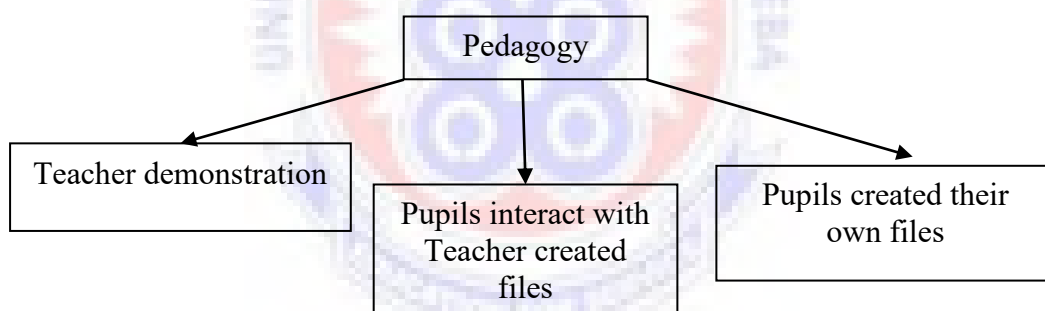 Pedagogy
Teacher demonstration
Pupils interact with
Teacher created
files
Pupils created their
own files